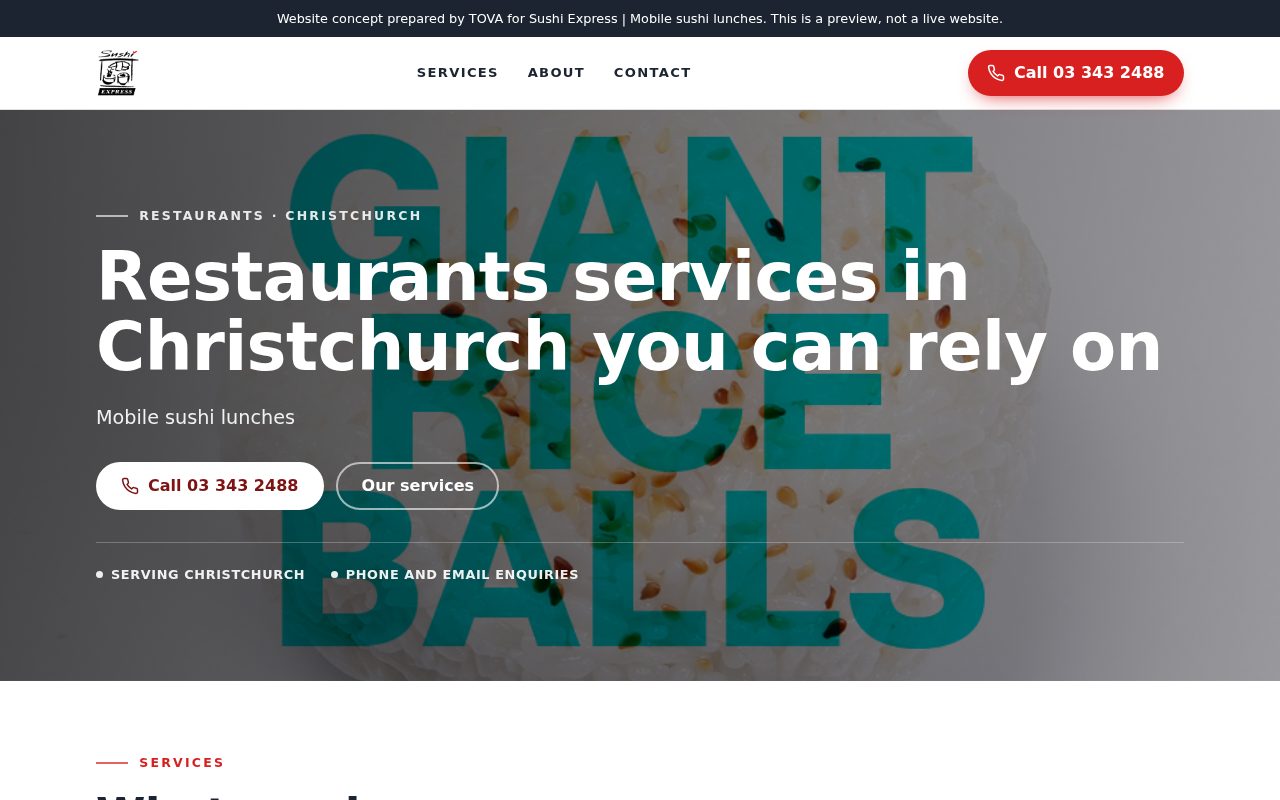 Website concept prepared by TOVA for Sushi Express | Mobile sushi lunches. This is a preview, not a live website.
Sushi
EXPRESS
SERVICES ABOUT CONTACT
Call 03 343 2488
GIANT
RICE
BALLS
RESTAURANTS · CHRISTCHURCH
Restaurants services in
Christchurch you can rely on
Mobile sushi lunches
Call 03 343 2488
Our services
SERVING CHRISTCHURCH
PHONE AND EMAIL ENQUIRIES
SERVICES